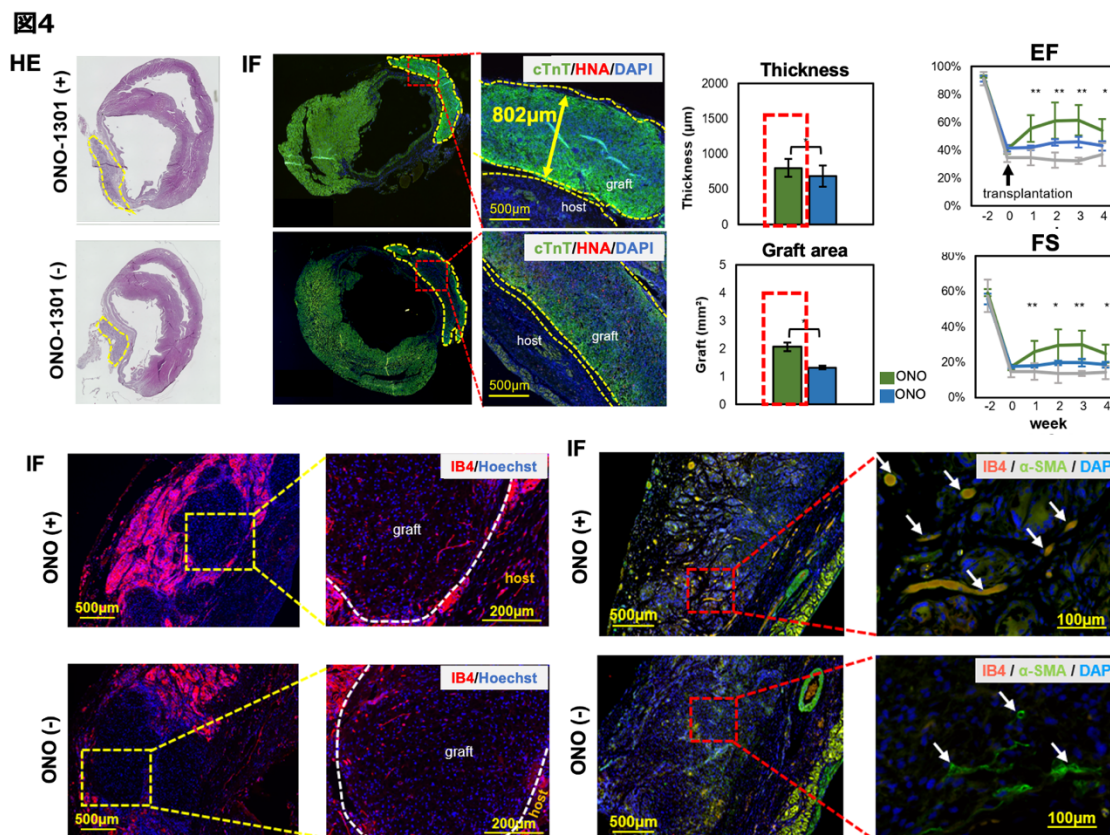 図4
HE
ONO-1301 (+)
ONO-1301 (-)
IF
cTnT/HNA/DAPI
802μm
graft
host
500μm
cTnT/HNA/DAPI
host
graft
500μm
Thickness
Thickness (μm)
2000
1500
1000
500
0
*
Graft area
Graft (mm²)
5
4
3
2
1
0
*
ONO
ONO
EF
100%
80%
60%
40%
20%
0%
** ** ** *
transplantation
-2 0 1 2 3 4
FS
80%
60%
40%
20%
0%
** * ** *
-2 0 1 2 3 4
week
IF
ONO (+)
500μm
IB4/Hoechst
graft
host
200μm
ONO (-)
500μm
IB4/Hoechst
graft
host
200μm
IF
ONO (+)
500μm
IB4 / α-SMA / DAP
100μm
ONO (-)
500μm
IB4 / α-SMA / DAP
100μm